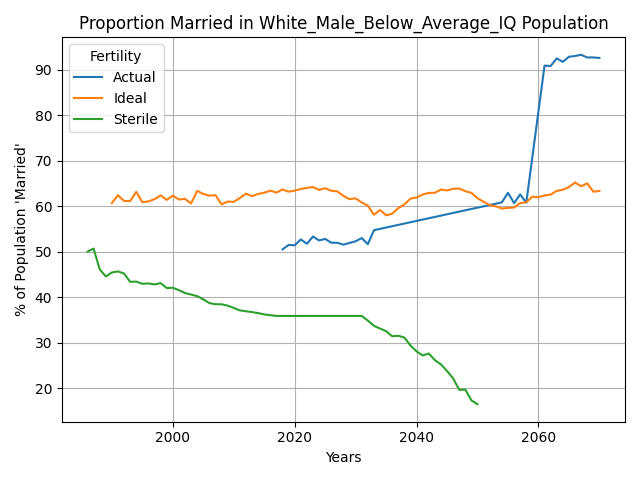 Proportion Married in White_Male_Below_Average_IQ Population
Fertility
Actual
Ideal
Sterile
% of Population 'Married'
90
80
70
60
50
40
30
20
2000
2020
2040
2060
Years